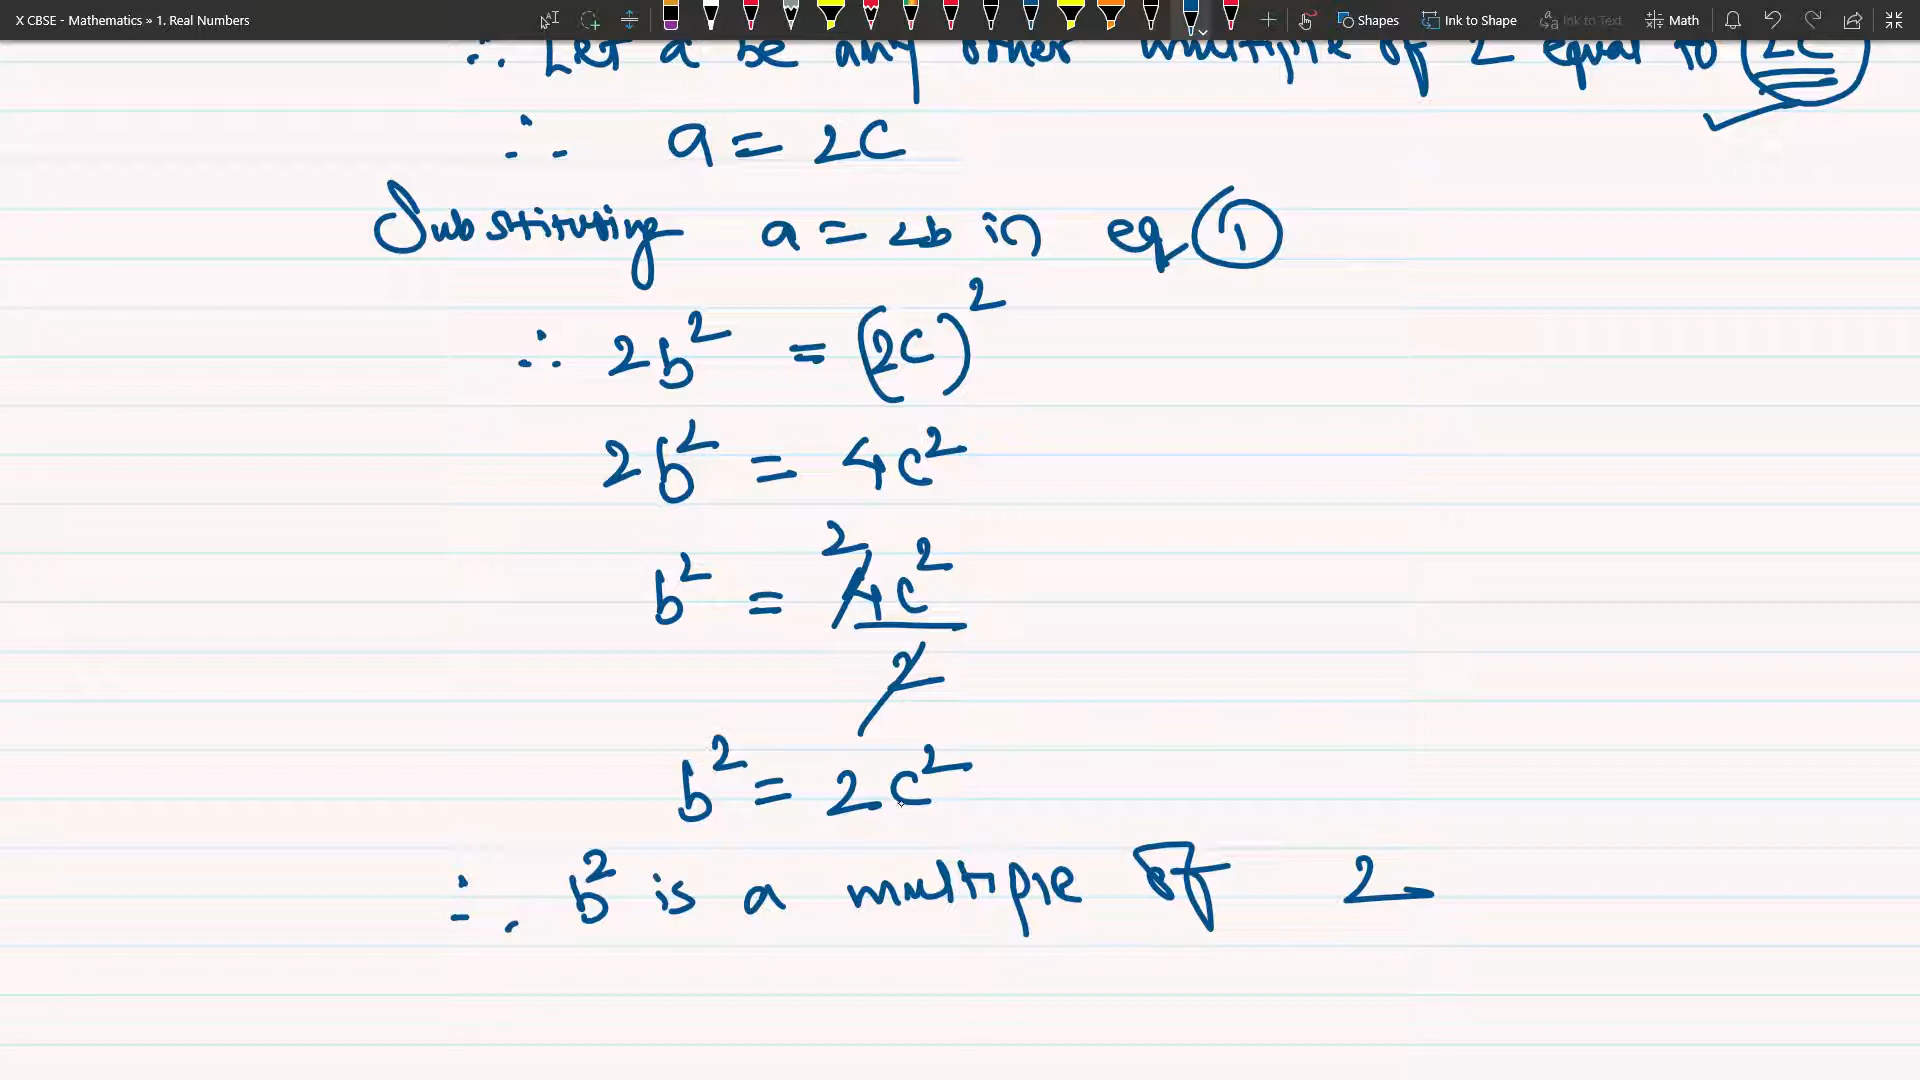 X CBSE - Mathematics » 1. Real Numbers
Shapes Ink to Shape Ink to Text Math
∴ Let a be any other multiple of 2 equal to 2C
∴ a = 2C
Substituting a = 2b in eq ①
∴ 2b² = (2C)²
2b² = 4c²
2
b² = 4c²
2
b² = 2c²
∴ b² is a multiple of 2